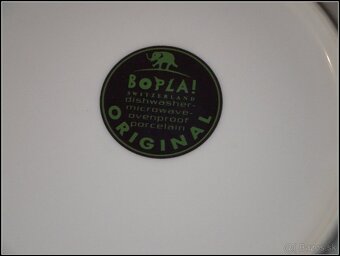 BOPLA!
SWITZERLAND
dishwasher-
microwave-
ovenproof
porcelain
ORIGINAL